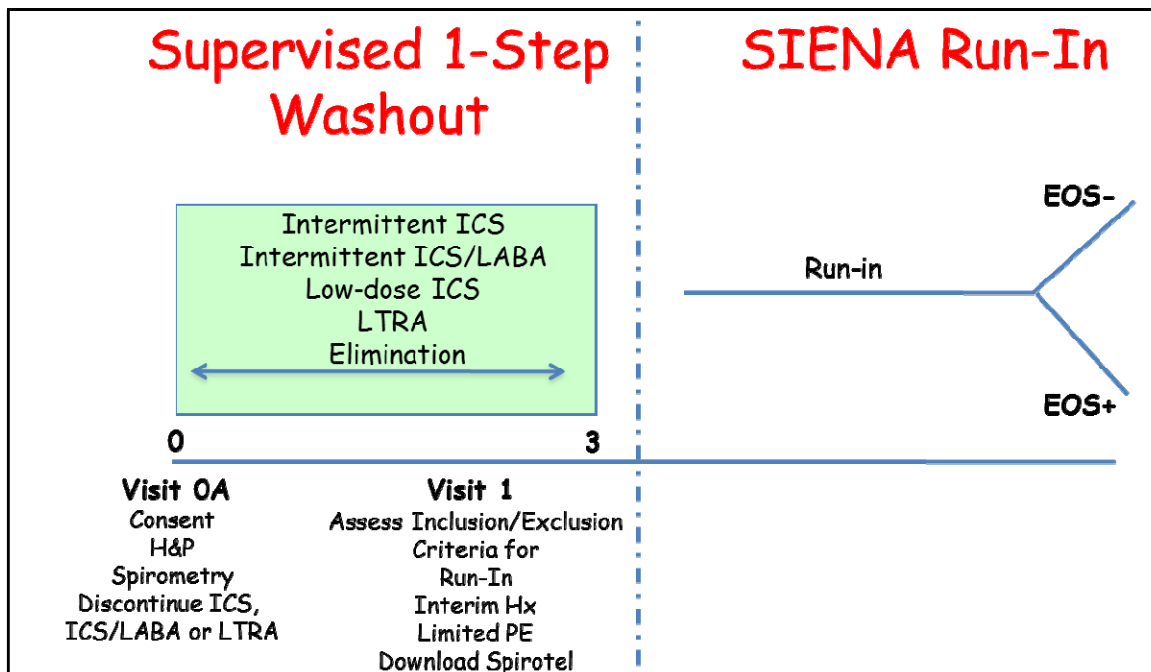 Supervised 1-Step
Washout
SIENA Run-In
Intermittent ICS
Intermittent ICS/LABA
Low-dose ICS
LTRA
Elimination
EOS-
Run-in
EOS+
0
3
Visit 0A
Consent
H&P
Spirometry
Discontinue ICS,
ICS/LABA or LTRA
Visit 1
Assess Inclusion/Exclusion
Criteria for
Run-In
Interim Hx
Limited PE
Download Spirotel